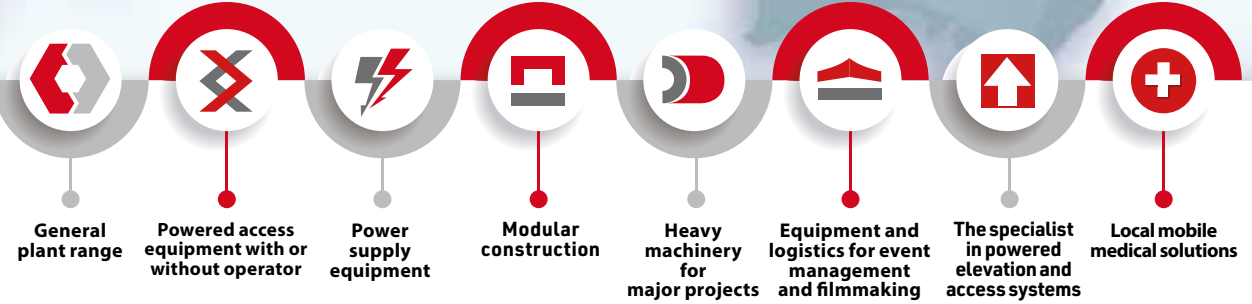 General
plant range
Powered access
equipment with or
without operator
Power
supply
equipment
Modular
construction
Heavy
machinery
for
major projects
Equipment and
logistics for event
management
and filmmaking
The specialist
in powered
elevation and
access systems
Local mobile
medical solutions